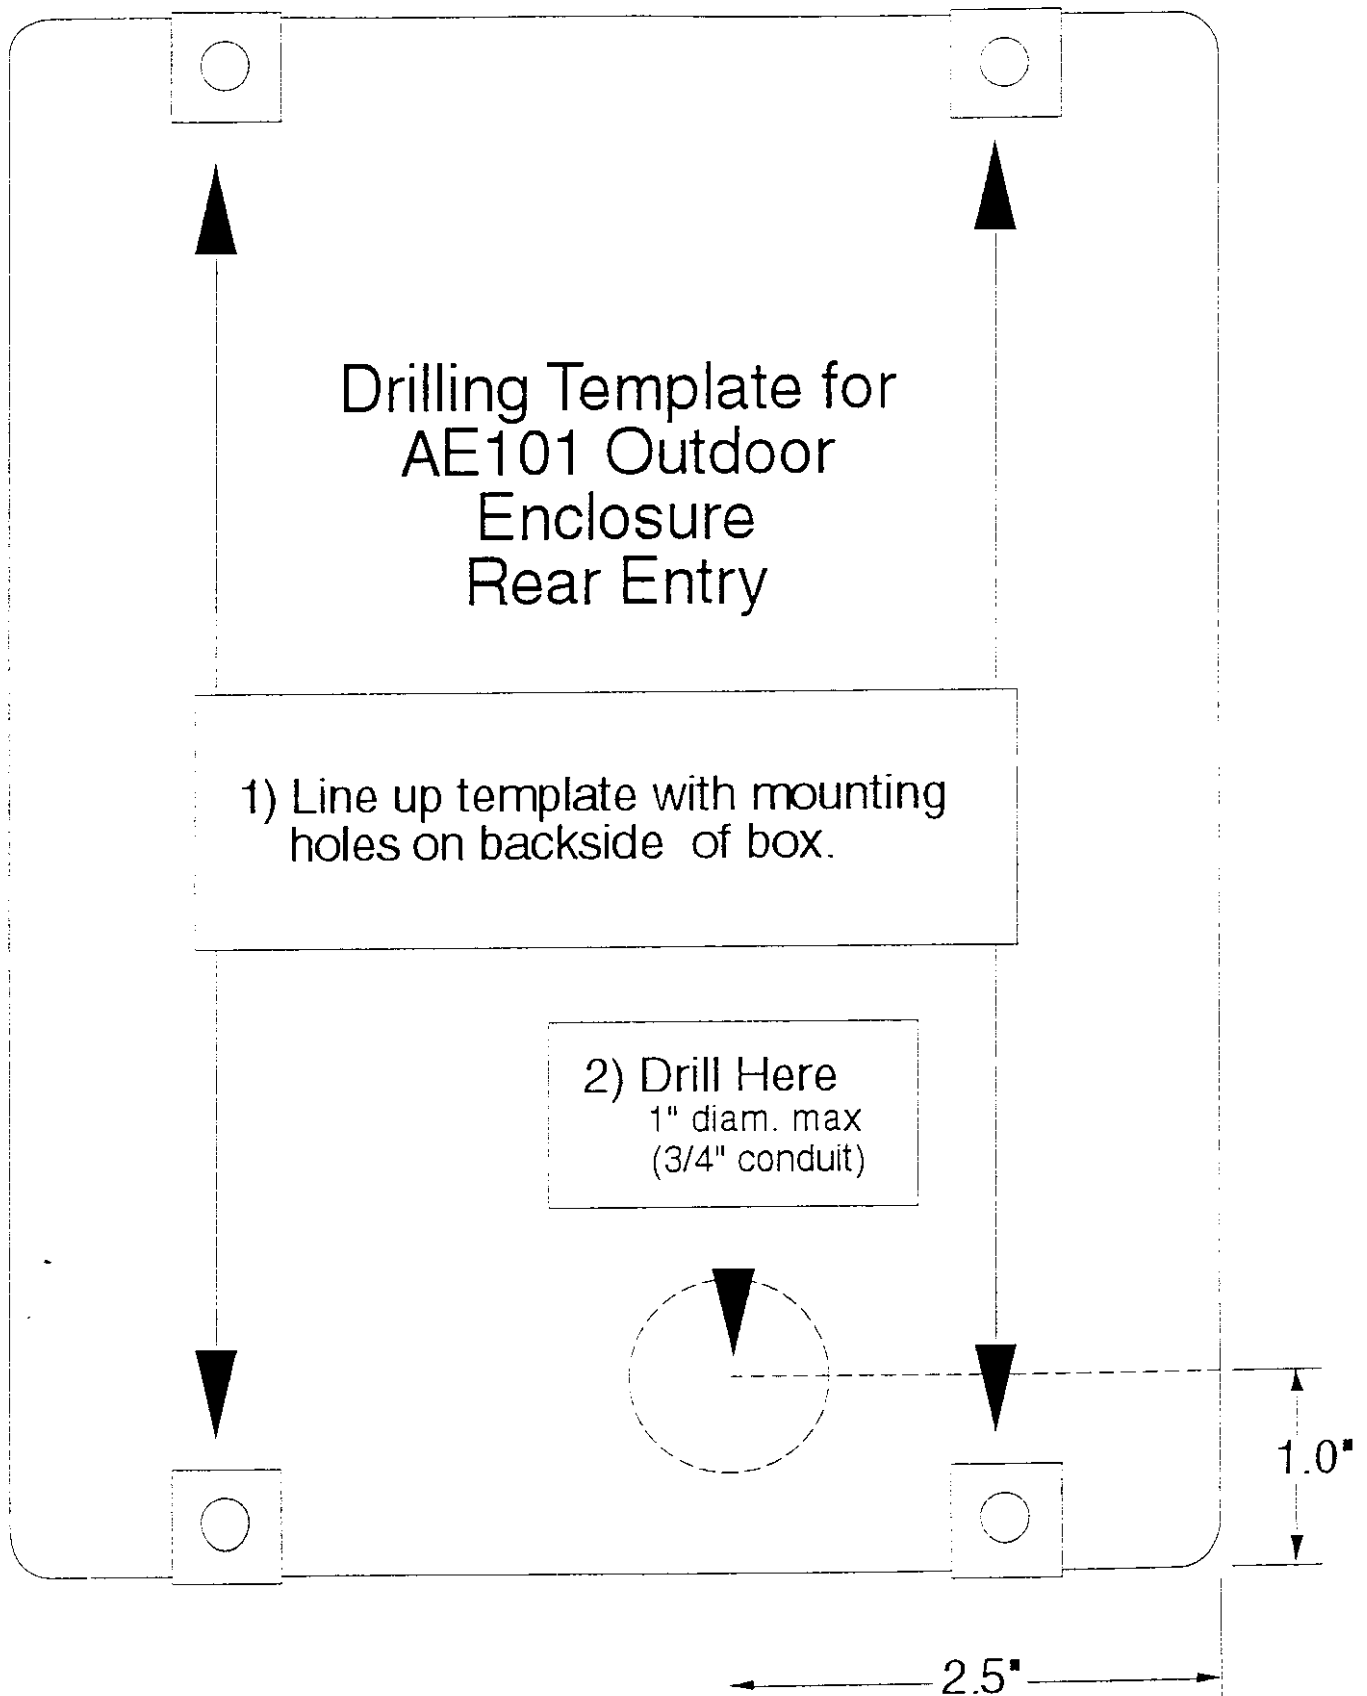 Drilling Template for
AE101 Outdoor
Enclosure
Rear Entry
1) Line up template with mounting
holes on backside of box.
2) Drill Here
1" diam. max
(3/4" conduit)
1.0"
2.5"